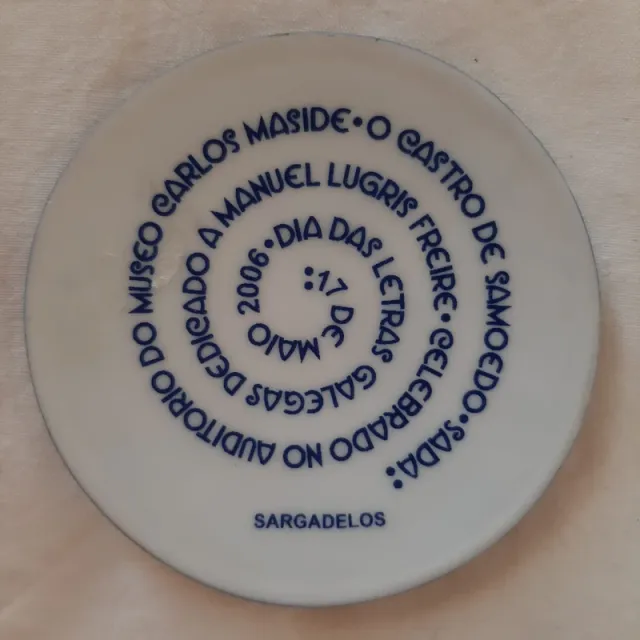 :17 DE MAIO 2006 • DIA DAS LETRAS GALEGAS DEDICADO A MANUEL LUGRIS FREIRE • CELEBRADO NO AUDITORIO DO MUSEO CARLOS MASIDE • O CASTRO DE SAMOEDO • SADA:
SARGADELOS